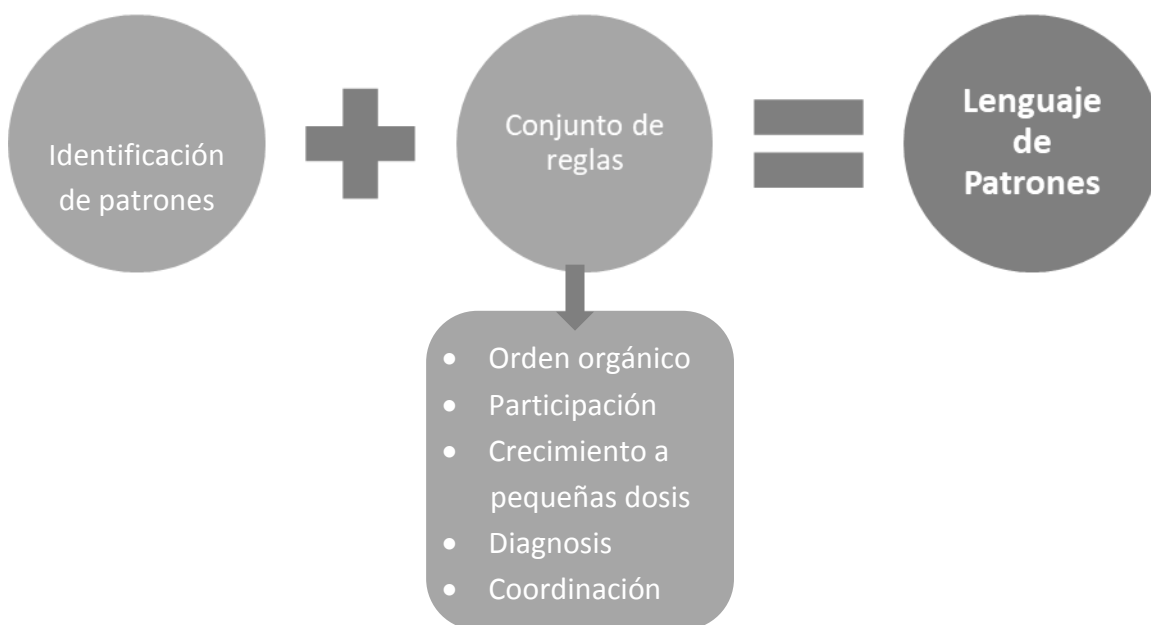 Identificación
de patrones
Conjunto de
reglas
Lenguaje
de
Patrones
• Orden orgánico
• Participación
• Crecimiento a
pequeñas dosis
• Diagnosis
• Coordinación